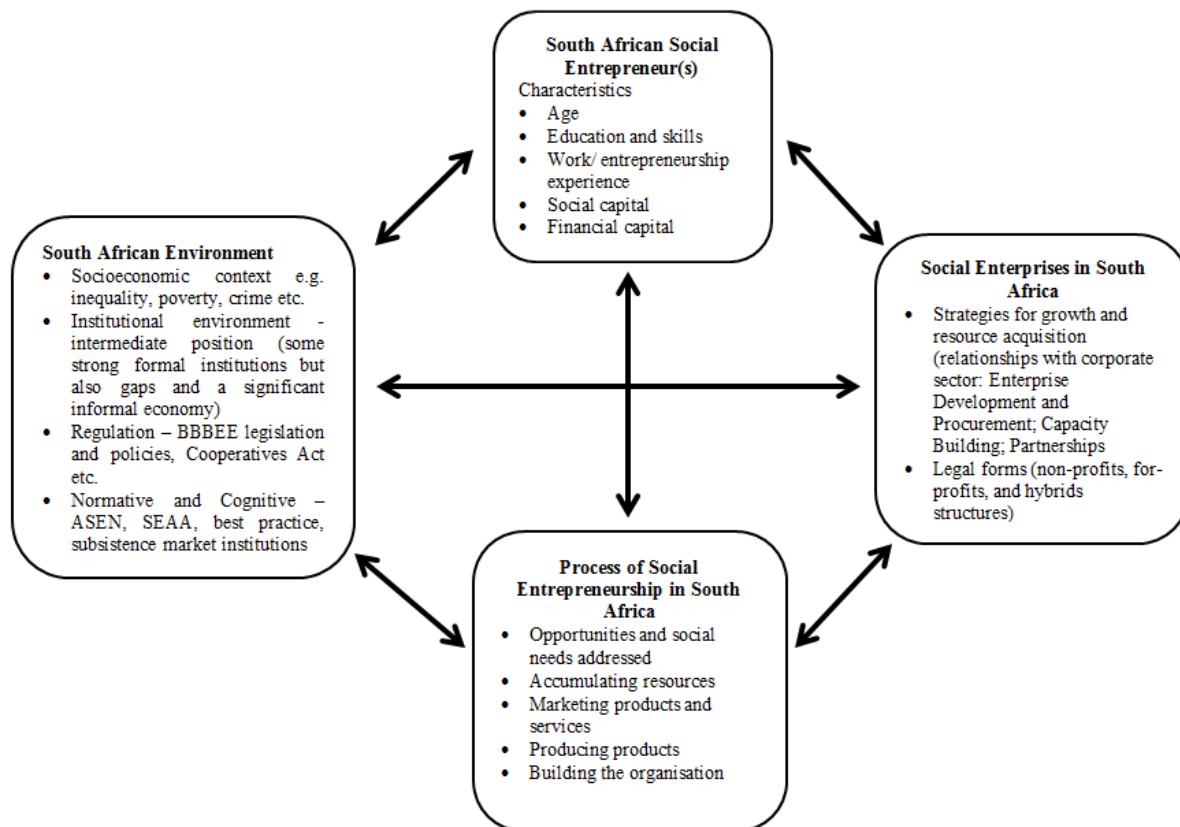 South African Social
Entrepreneur(s)
Characteristics
• Age
• Education and skills
• Work/ entrepreneurship
experience
• Social capital
• Financial capital
South African Environment
• Socioeconomic context e.g.
inequality, poverty, crime etc.
• Institutional environment -
intermediate position (some
strong formal institutions but
also gaps and a significant
informal economy)
• Regulation – BBBEE legislation
and policies, Cooperatives Act
etc.
• Normative and Cognitive –
ASEN, SEAA, best practice,
subsistence market institutions
Social Enterprises in South
Africa
• Strategies for growth and
resource acquisition
(relationships with corporate
sector: Enterprise
Development and
Procurement; Capacity
Building; Partnerships
• Legal forms (non-profits, for-
profits, and hybrids
structures)
Process of Social
Entrepreneurship in South
Africa
• Opportunities and social
needs addressed
• Accumulating resources
• Marketing products and
services
• Producing products
• Building the organisation